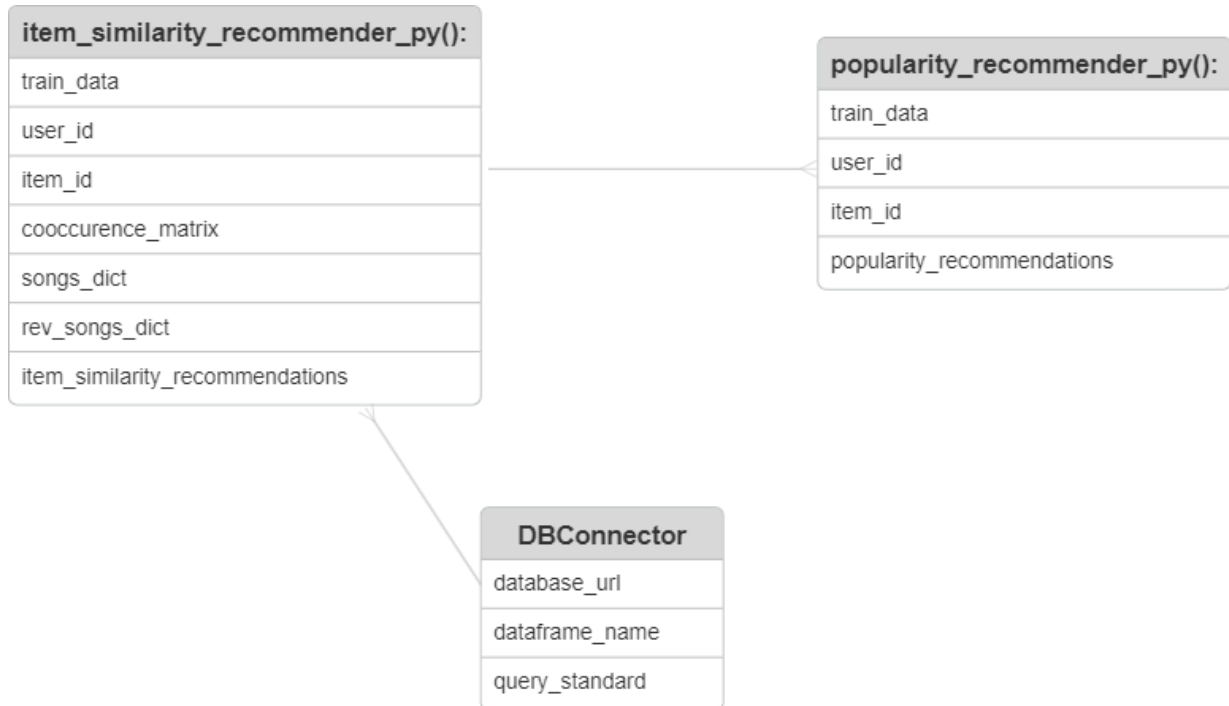 item_similarity_recommender_py():
train_data
user_id
item_id
cooccurence_matrix
songs_dict
rev_songs_dict
item_similarity_recommendations
popularity_recommender_py():
train_data
user_id
item_id
popularity_recommendations
DBConnector
database_url
dataframe_name
query_standard